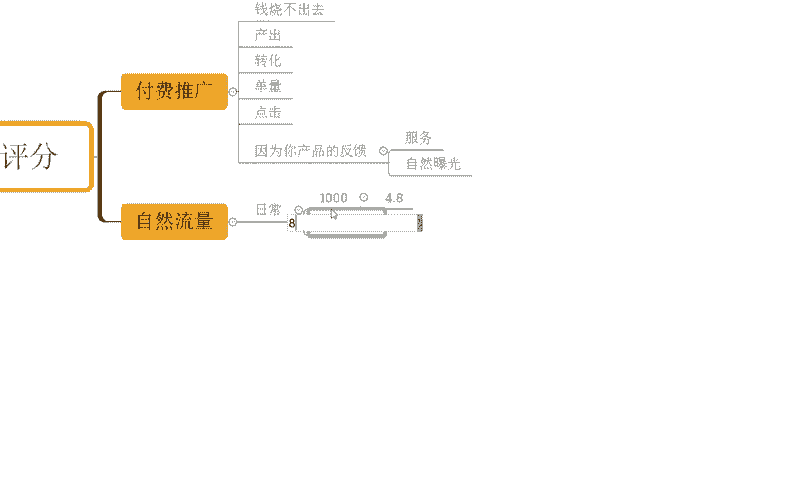 钱烧不出去
产出
转化
单量
点击
付费推广
因为你产品的反馈
服务
自然曝光
评分
自然流量
日常
1000
4.8
8